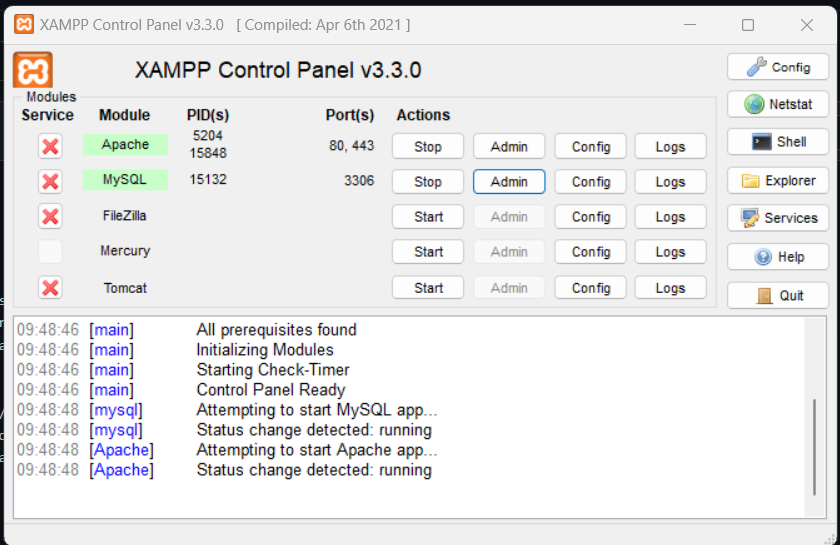 XAMPP Control Panel v3.3.0 [ Compiled: Apr 6th 2021 ]
XAMPP Control Panel v3.3.0
Config
Modules
Service Module PID(s) Port(s) Actions
Netstat
Apache 5204 15848 80, 443 Stop Admin Config Logs
Shell
MySQL 15132 3306 Stop Admin Config Logs
Explorer
FileZilla Start Admin Config Logs
Services
Mercury Start Admin Config Logs
Help
Tomcat Start Admin Config Logs
Quit
09:48:46 [main] All prerequisites found
09:48:46 [main] Initializing Modules
09:48:46 [main] Starting Check-Timer
09:48:46 [main] Control Panel Ready
09:48:48 [mysql] Attempting to start MySQL app...
09:48:48 [mysql] Status change detected: running
09:48:48 [Apache] Attempting to start Apache app...
09:48:48 [Apache] Status change detected: running